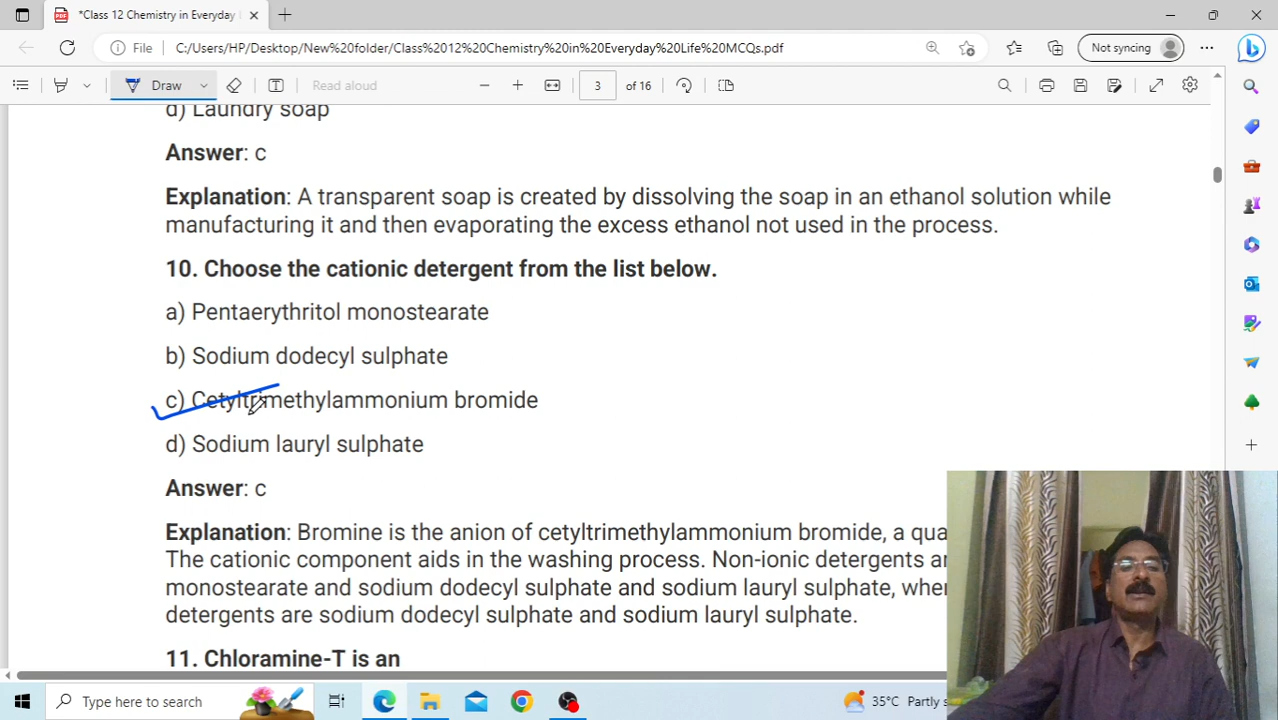 *Class 12 Chemistry in Everyday
File C:/Users/HP/Desktop/New%20folder/Class%2012%20Chemistry%20in%20Everyday%20Life%20MCQs.pdf
Not syncing
Draw
Read aloud
3 of 16
d) Laundry soap
Answer: c
Explanation: A transparent soap is created by dissolving the soap in an ethanol solution while
manufacturing it and then evaporating the excess ethanol not used in the process.
10. Choose the cationic detergent from the list below.
a) Pentaerythritol monostearate
b) Sodium dodecyl sulphate
c) Cetyltrimethylammonium bromide
d) Sodium lauryl sulphate
Answer: c
Explanation: Bromine is the anion of cetyltrimethylammonium bromide, a qua
The cationic component aids in the washing process. Non-ionic detergents ar
monostearate and sodium dodecyl sulphate and sodium lauryl sulphate, wher
detergents are sodium dodecyl sulphate and sodium lauryl sulphate.
11. Chloramine-T is an
Type here to search
35°C Partly s